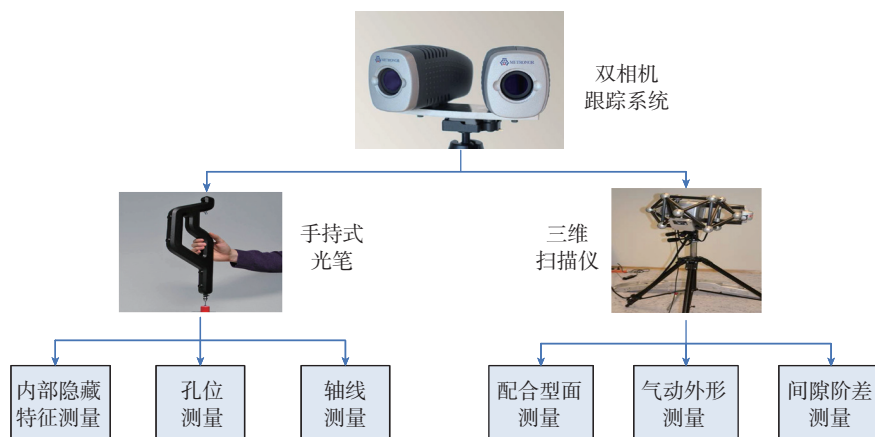 METRONOR
METRONOR
双相机
跟踪系统
手持式
光笔
三维
扫描仪
内部隐藏
特征测量
孔位
测量
轴线
测量
配合型面
测量
气动外形
测量
间隙阶差
测量